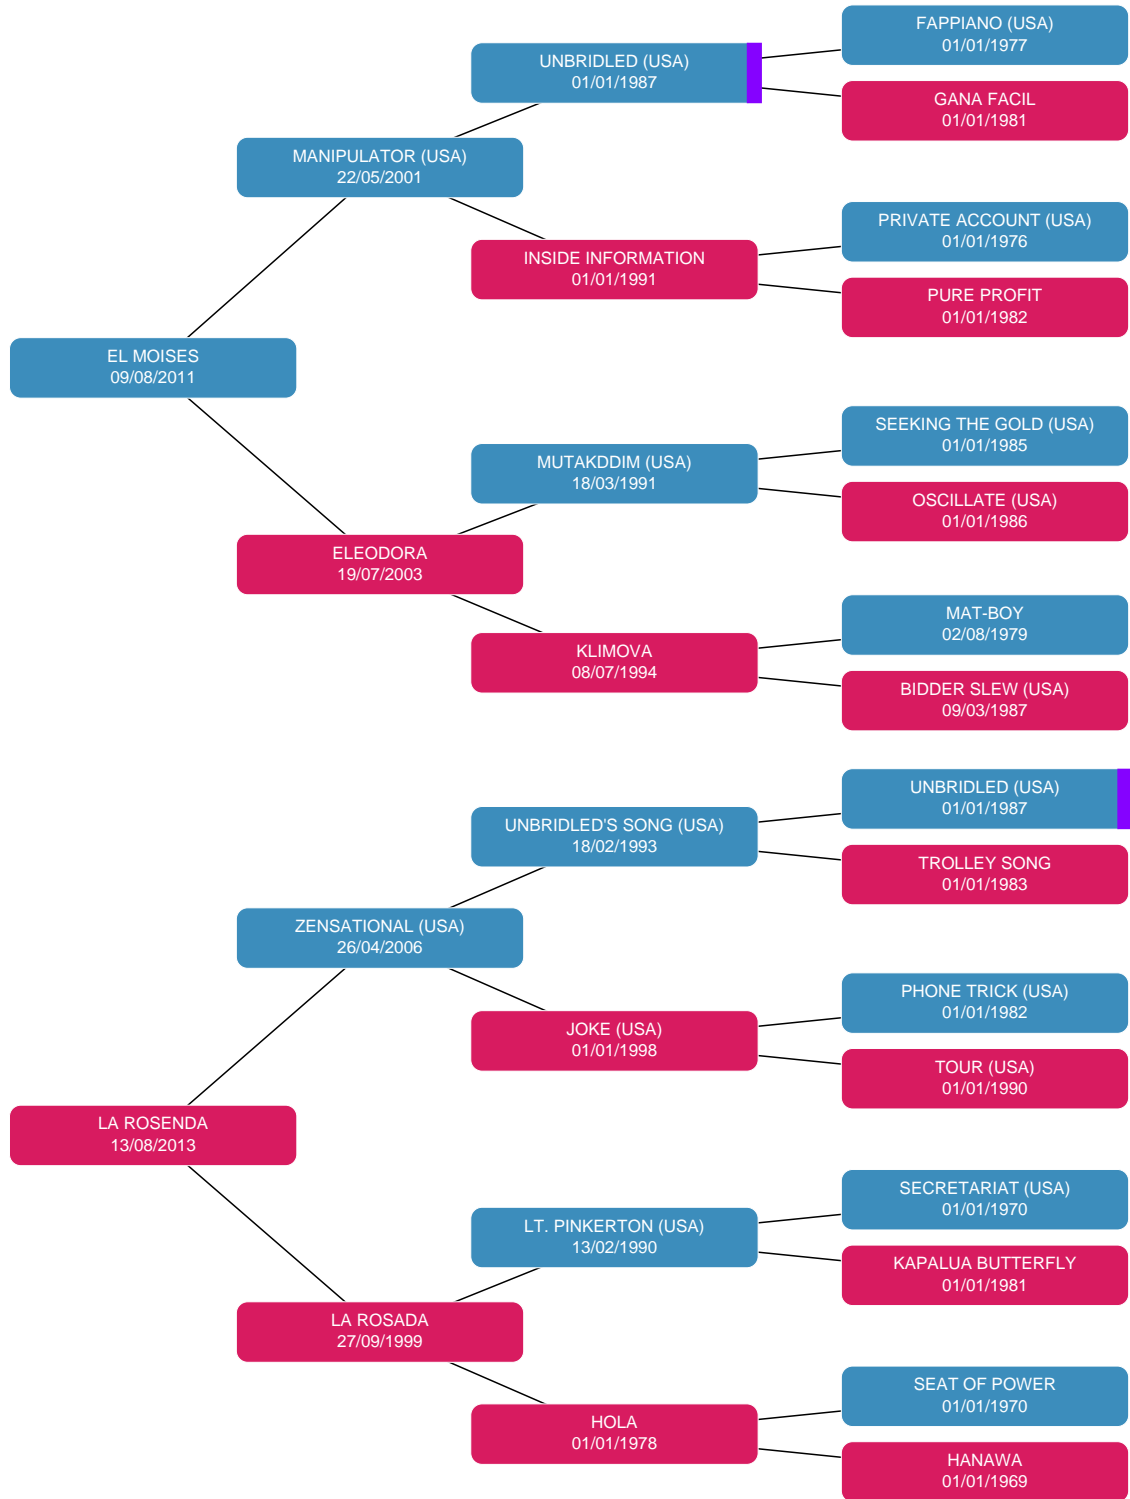 FAPPIANO (USA)
01/01/1977
UNBRIDLED (USA)
01/01/1987
GANA FACIL
01/01/1981
MANIPULATOR (USA)
22/05/2001
PRIVATE ACCOUNT (USA)
01/01/1976
INSIDE INFORMATION
01/01/1991
PURE PROFIT
01/01/1982
EL MOISES
09/08/2011
SEEKING THE GOLD (USA)
01/01/1985
MUTAKDDIM (USA)
18/03/1991
OSCILLATE (USA)
01/01/1986
ELEODORA
19/07/2003
MAT-BOY
02/08/1979
KLIMOVA
08/07/1994
BIDDER SLEW (USA)
09/03/1987
UNBRIDLED (USA)
01/01/1987
UNBRIDLED'S SONG (USA)
18/02/1993
TROLLEY SONG
01/01/1983
ZENSATIONAL (USA)
26/04/2006
PHONE TRICK (USA)
01/01/1982
JOKE (USA)
01/01/1998
TOUR (USA)
01/01/1990
LA ROSENDA
13/08/2013
SECRETARIAT (USA)
01/01/1970
LT. PINKERTON (USA)
13/02/1990
KAPALUA BUTTERFLY
01/01/1981
LA ROSADA
27/09/1999
SEAT OF POWER
01/01/1970
HOLA
01/01/1978
HANAWA
01/01/1969